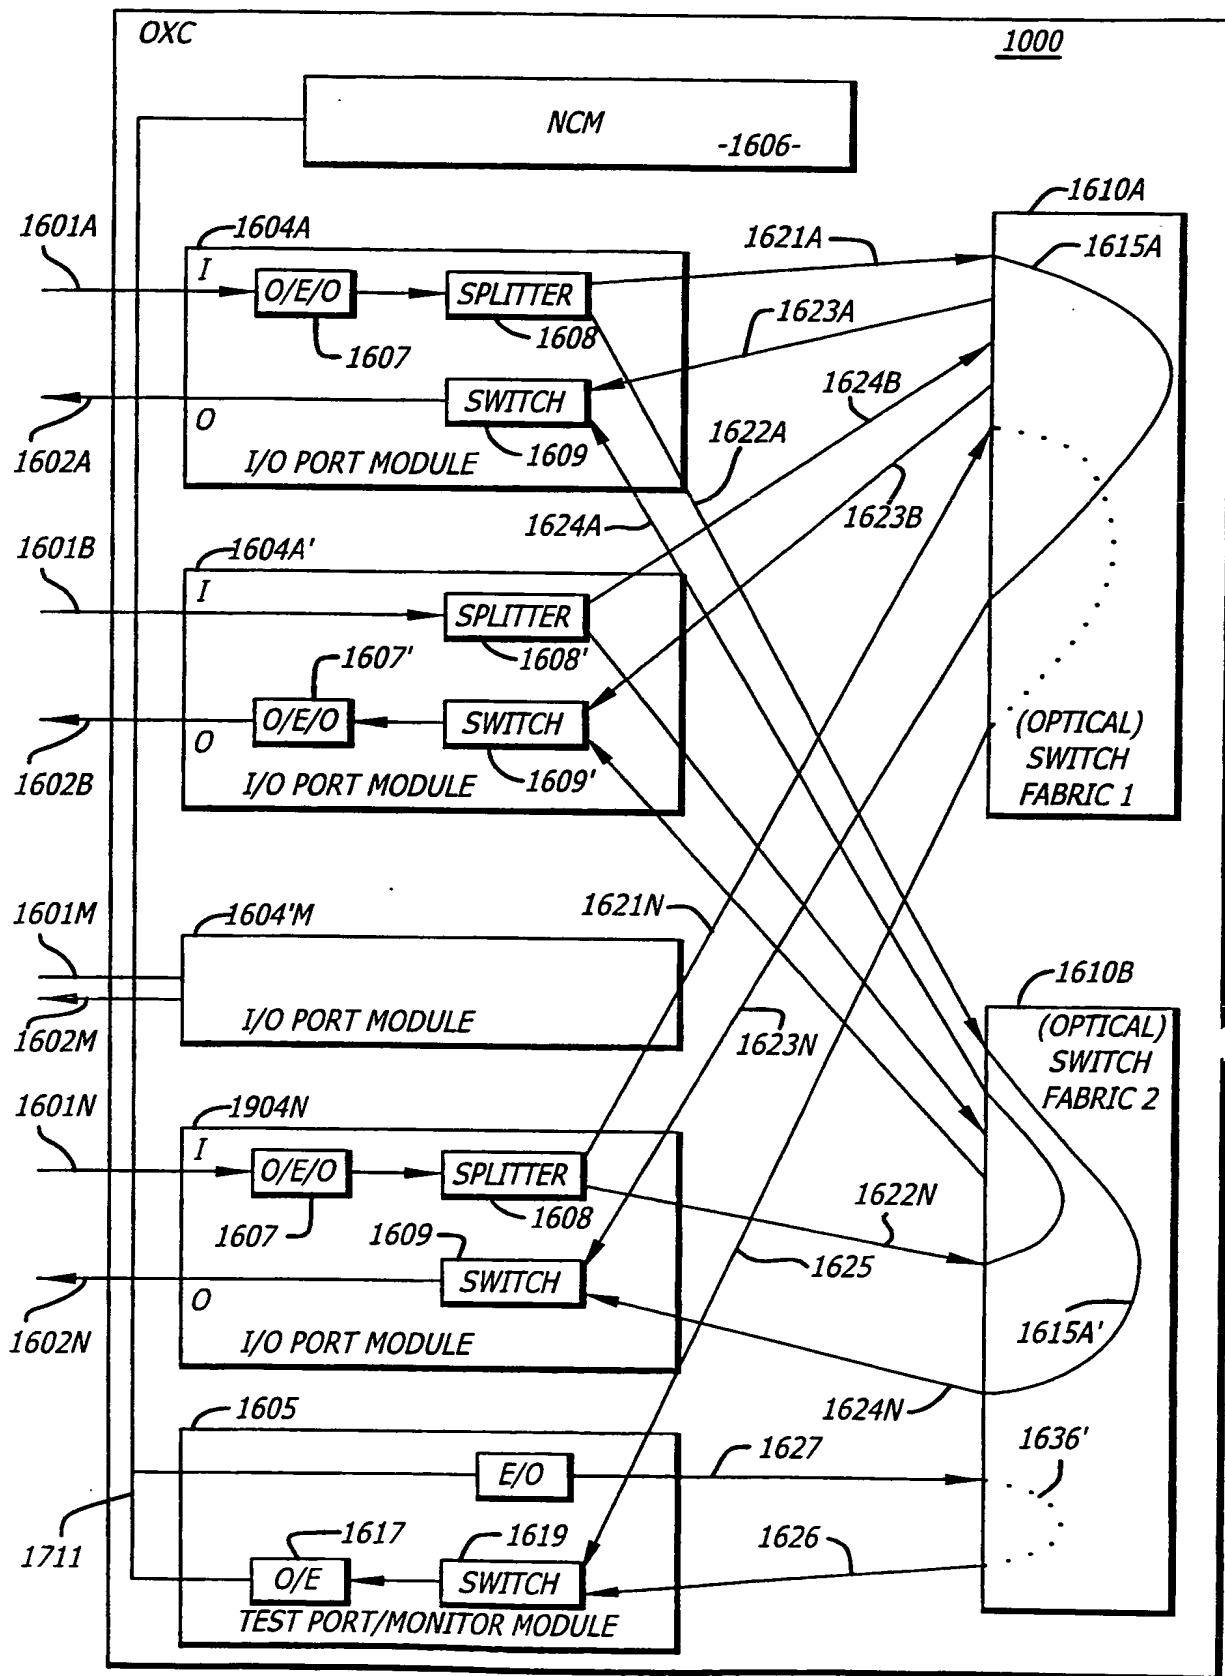 OXC
1000
NCM
-1606-
1610A
1601A
1604A
1621A
1615A
I
O/E/O
SPLITTER
1608
1623A
1607
1624B
SWITCH
O
1602A
1609
1622A
I/O PORT MODULE
1624A
1623B
1601B
1604A'
I
SPLITTER
1607'
1608'
O/E/O
SWITCH
O
(OPTICAL)
SWITCH
FABRIC 1
1602B
1609'
I/O PORT MODULE
1601M
1604'M
1621N
1610B
I/O PORT MODULE
1602M
1623N
(OPTICAL)
SWITCH
FABRIC 2
1601N
1904N
I
O/E/O
SPLITTER
1622N
1607
1609
1608
1625
SWITCH
O
1602N
I/O PORT MODULE
1615A'
1624N
1605
1636'
1627
E/O
1711
1617
1619
1626
O/E
SWITCH
TEST PORT/MONITOR MODULE